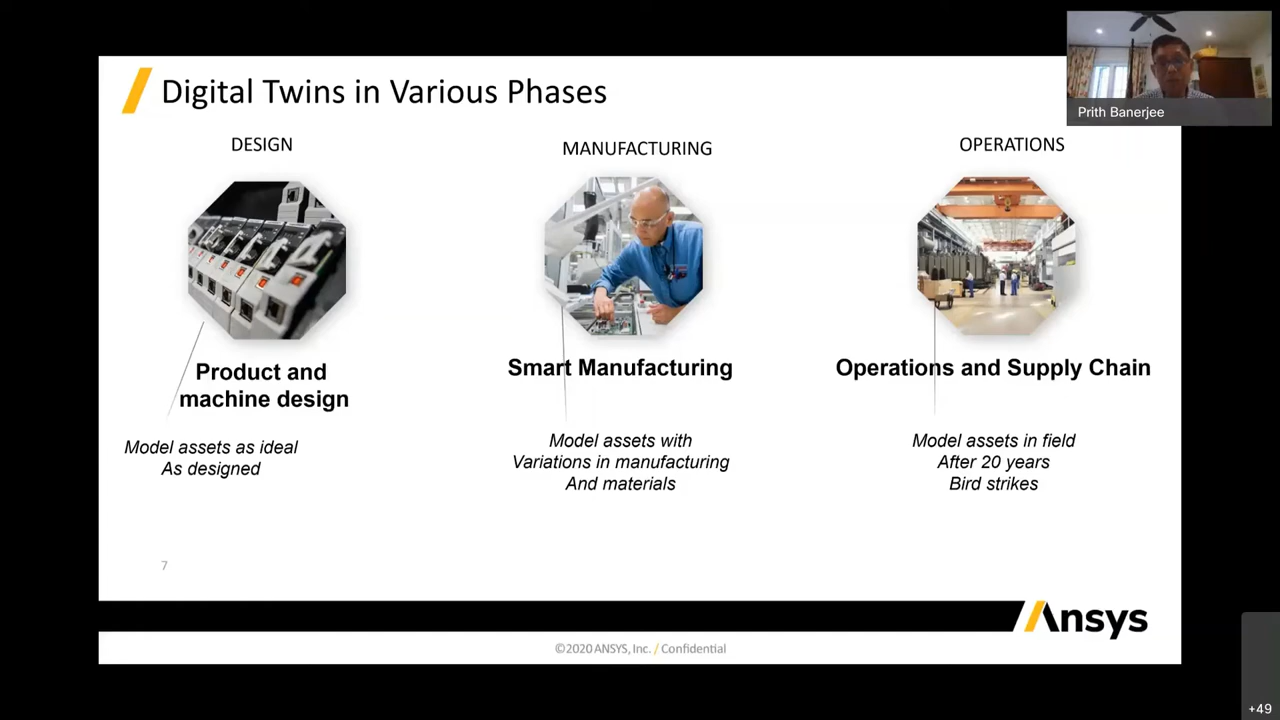 Digital Twins in Various Phases
Prith Banerjee
DESIGN
MANUFACTURING
OPERATIONS
Product and
machine design
Smart Manufacturing
Operations and Supply Chain
Model assets as ideal
As designed
Model assets with
Variations in manufacturing
And materials
Model assets in field
After 20 years
Bird strikes
7
Ansys
©2020 ANSYS, Inc. / Confidential
+49